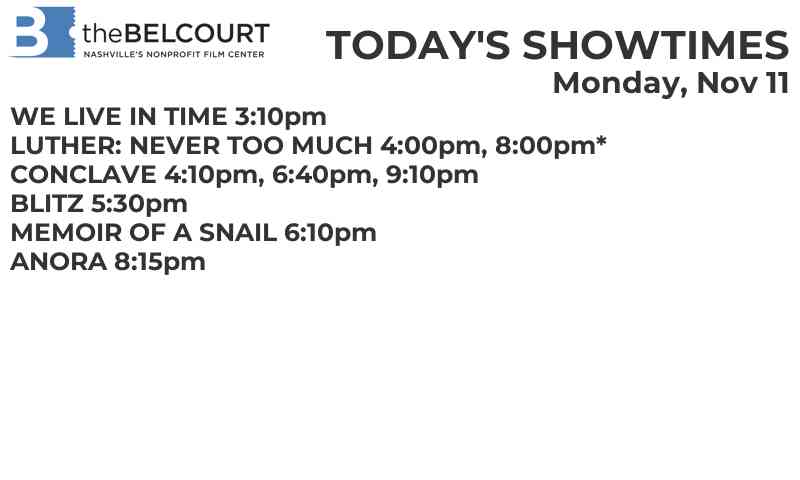 B theBELCOURT
NASHVILLE'S NONPROFIT FILM CENTER
TODAY'S SHOWTIMES
Monday, Nov 11
WE LIVE IN TIME 3:10pm
LUTHER: NEVER TOO MUCH 4:00pm, 8:00pm*
CONCLAVE 4:10pm, 6:40pm, 9:10pm
BLITZ 5:30pm
MEMOIR OF A SNAIL 6:10pm
ANORA 8:15pm